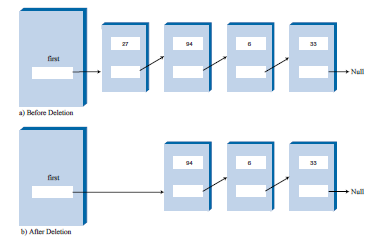 first
27
94
6
33
Null
a) Before Deletion
first
94
6
33
Null
b) After Deletion